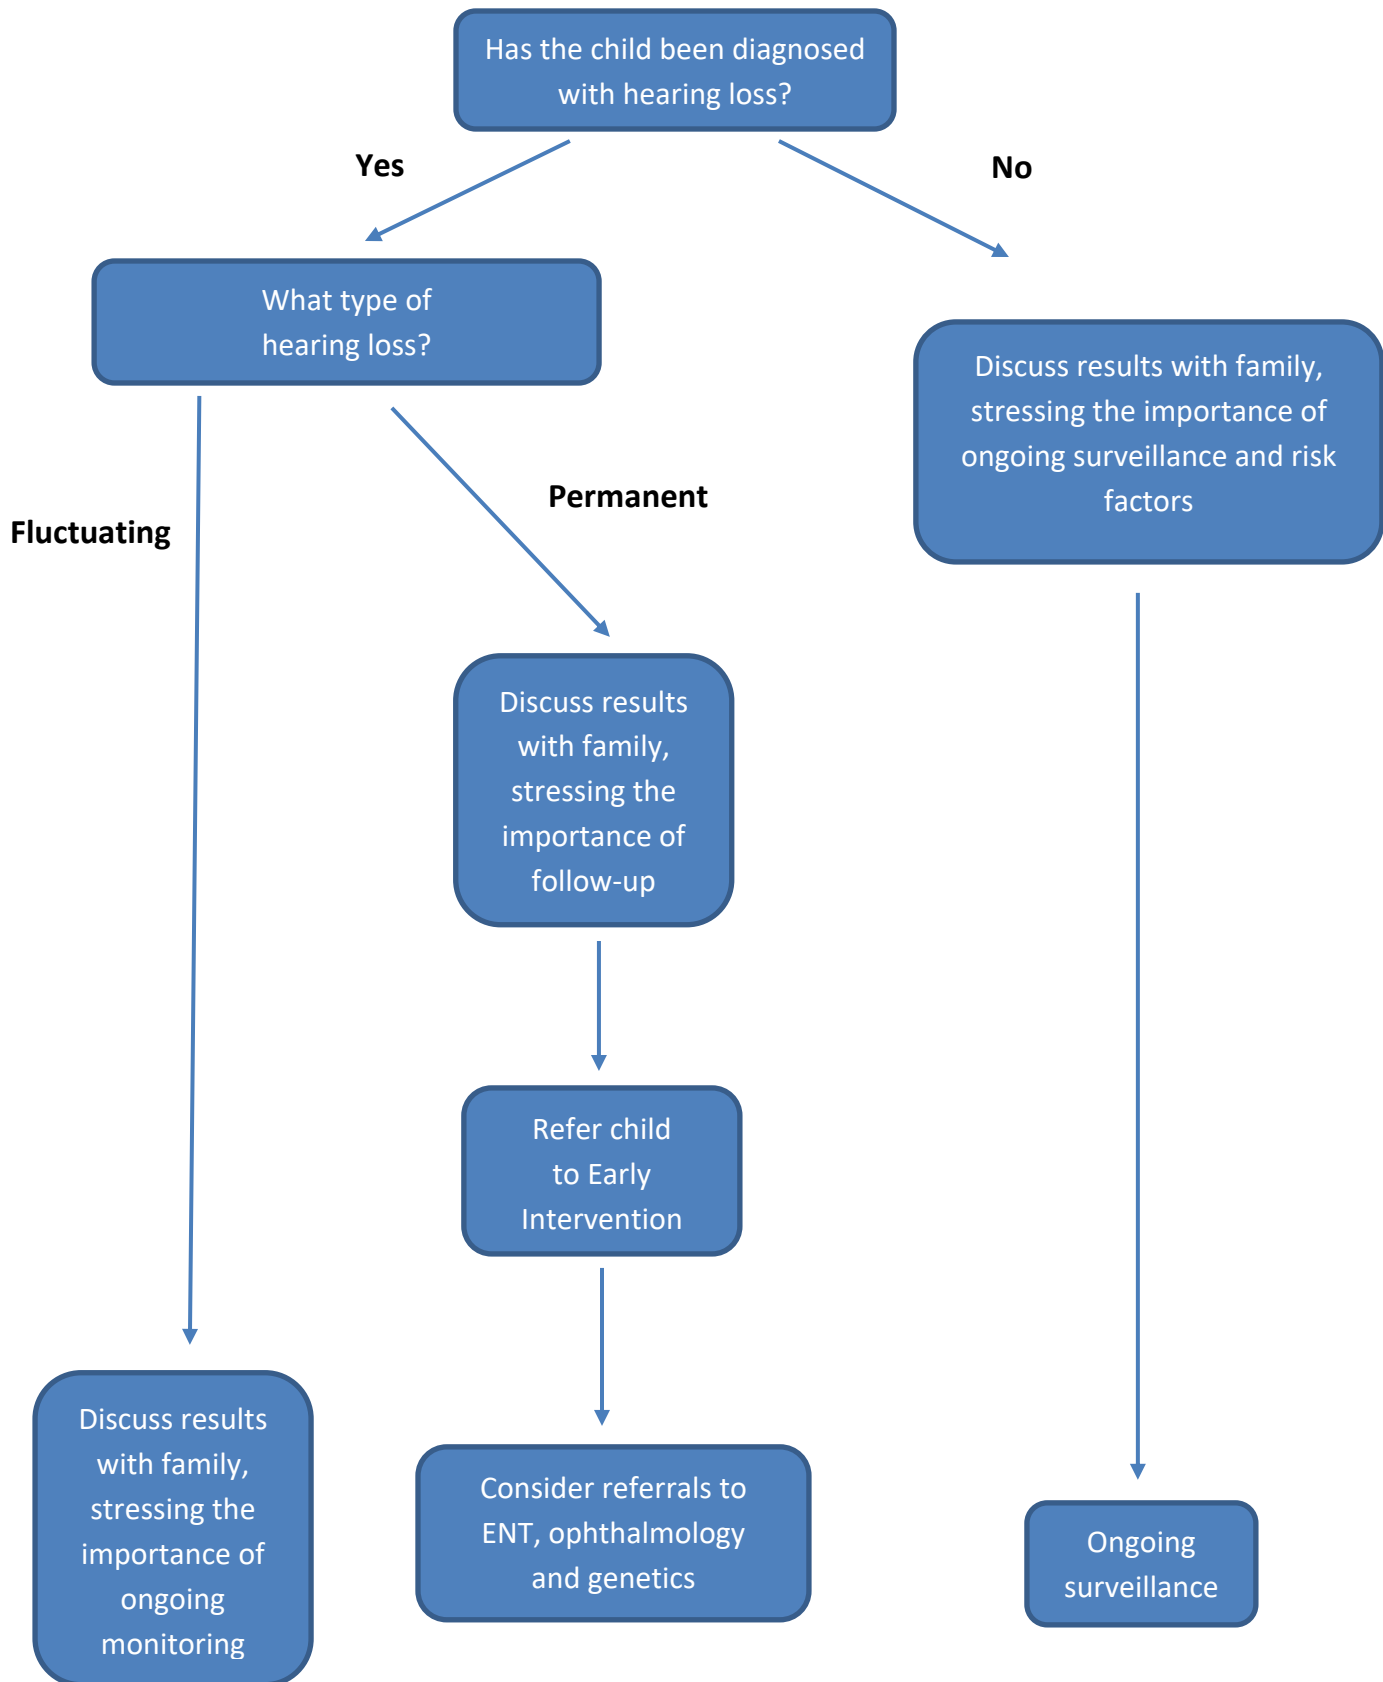 Has the child been diagnosed
with hearing loss?
Yes
No
What type of
hearing loss?
Discuss results with family,
stressing the importance of
ongoing surveillance and risk
factors
Fluctuating
Permanent
Discuss results
with family,
stressing the
importance of
follow-up
Refer child
to Early
Intervention
Discuss results
with family,
stressing the
importance of
ongoing
monitoring
Consider referrals to
ENT, ophthalmology
and genetics
Ongoing
surveillance